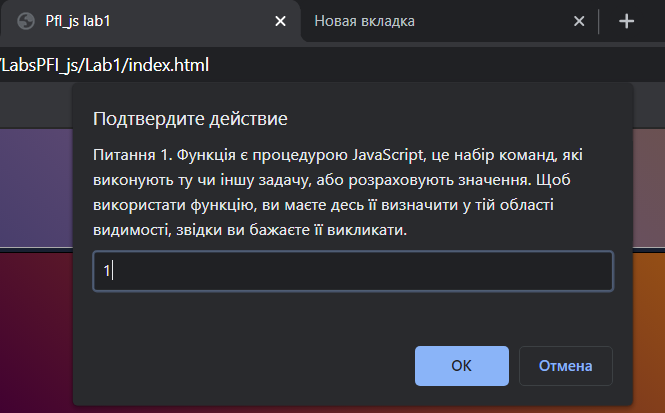 Pfl_js lab1
Новая вкладка
/LabsPFI_js/Lab1/index.html
Подтвердите действие
Питання 1. Функція є процедурою JavaScript, це набір команд, які
виконують ту чи іншу задачу, або розраховують значення. Щоб
використати функцію, ви маєте десь її визначити у тій області
видимості, звідки ви бажаєте її викликати.
1
ОК
Отмена